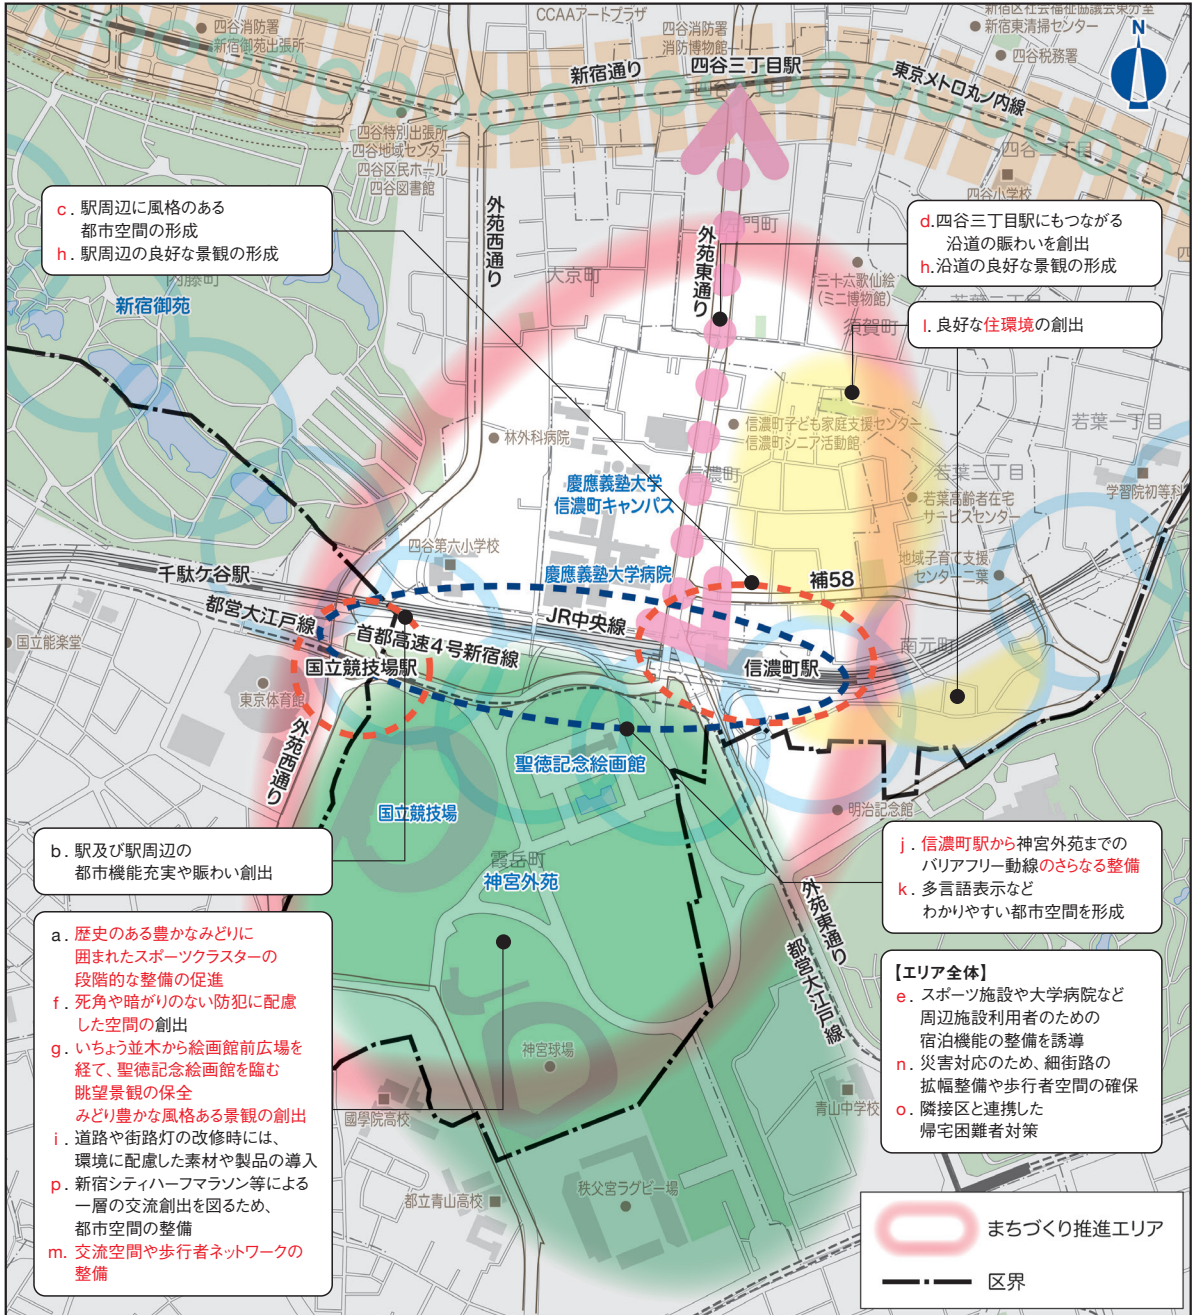 CCAAアートプラザ
新宿区社会福祉協議会東分室
新宿東清掃センター
四谷税務署
四谷消防署
新宿御苑出張所
四谷消防署
消防博物館
四谷三丁目駅
新宿通り
東京メトロ丸ノ内線
N
四谷特別出張所
四谷地域センター
四谷区民ホール
四谷図書館
四谷二丁目
四谷小学校
c. 駅周辺に風格のある
都市空間の形成
h. 駅周辺の良好な景観の形成
内藤町
新宿御苑
外苑西通り
大京町
左門町
外苑東通り
d.四谷三丁目駅にもつながる
沿道の賑わいを創出
h.沿道の良好な景観の形成
三十六歌仙絵
(ミニ博物館)
須賀町
l. 良好な住環境の創出
林外科病院
信濃町子ども家庭支援センター
信濃町シニア活動館
若葉一丁目
信濃町
若葉三丁目
学習院初等科
慶應義塾大学
信濃町キャンパス
若葉高齢者在宅
サービスセンター
四谷第六小学校
慶應義塾大学病院
地域子育て支援
センター二葉
千駄ケ谷駅
補58
都営大江戸線
JR中央線
首都高速4号新宿線
国立能楽堂
国立競技場駅
信濃町駅
南元町
東京体育館
外苑西通り
聖徳記念絵画館
国立競技場
明治記念館
b. 駅及び駅周辺の
都市機能充実や賑わい創出
霞岳町
神宮外苑
j. 信濃町駅から神宮外苑までの
バリアフリー動線のさらなる整備
k. 多言語表示など
わかりやすい都市空間を形成
外苑東通り
都営大江戸線
a. 歴史のある豊かなみどりに
囲まれたスポーツクラスターの
段階的な整備の促進
f. 死角や暗がりのない防犯に配慮
した空間の創出
g. いちょう並木から絵画館前広場を
経て、聖徳記念絵画館を臨む
眺望景観の保全
みどり豊かな風格ある景観の創出
i. 道路や街路灯の改修時には、
環境に配慮した素材や製品の導入
p. 新宿シティハーフマラソン等による
一層の交流創出を図るため、
都市空間の整備
m. 交流空間や歩行者ネットワークの
整備
【エリア全体】
e. スポーツ施設や大学病院など
周辺施設利用者のための
宿泊機能の整備を誘導
n. 災害対応のため、細街路の
拡幅整備や歩行者空間の確保
o. 隣接区と連携した
帰宅困難者対策
神宮球場
國學院高校
青山中学校
秩父宮ラグビー場
都立青山高校
まちづくり推進エリア
区界